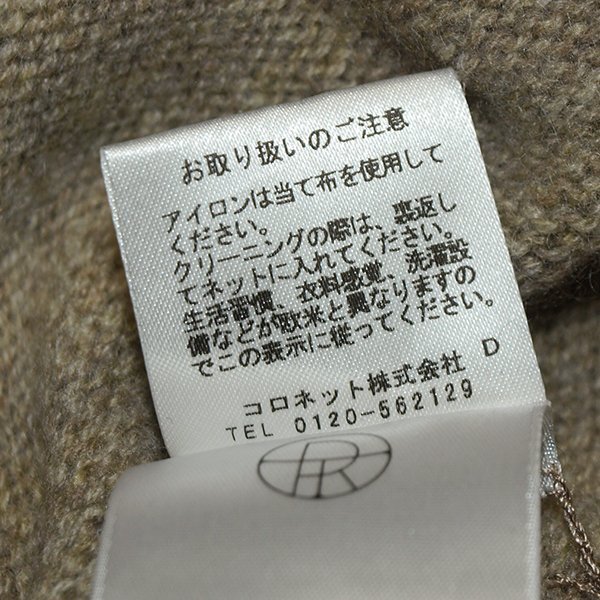 お取り扱いのご注意
アイロンは当て布を使用して
ください。
クリーニングの際は、裏返し
てネットに入れてください。
生活習慣、衣料感覚、洗濯設
備などが欧米と異なりますの
でこの表示に従ってください。
コロネット株式会社 D
TEL 0120-562129